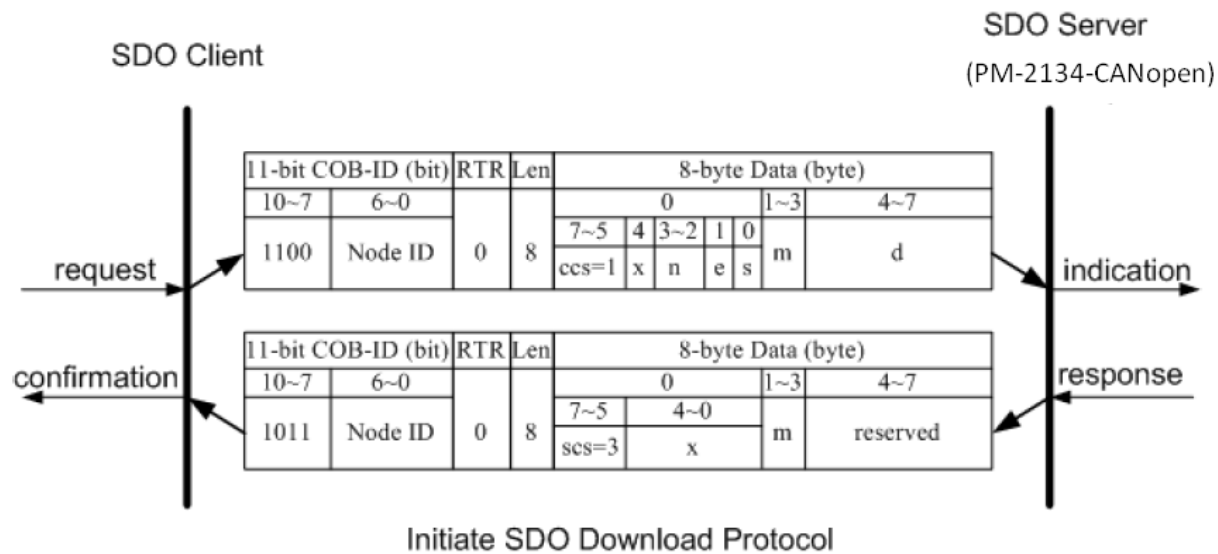 SDO Client
SDO Server
(PM-2134-CANopen)
11-bit COB-ID (bit) RTR Len 8-byte Data (byte)
10~7 6~0 0 1~3 4~7
7~5 4 3~2 1 0
1100 Node ID 0 8 m d
ccs=1 x n e s
request
indication
11-bit COB-ID (bit) RTR Len 8-byte Data (byte)
10~7 6~0 0 1~3 4~7
7~5 4~0
1011 Node ID 0 8 m reserved
scs=3 x
confirmation
response
Initiate SDO Download Protocol